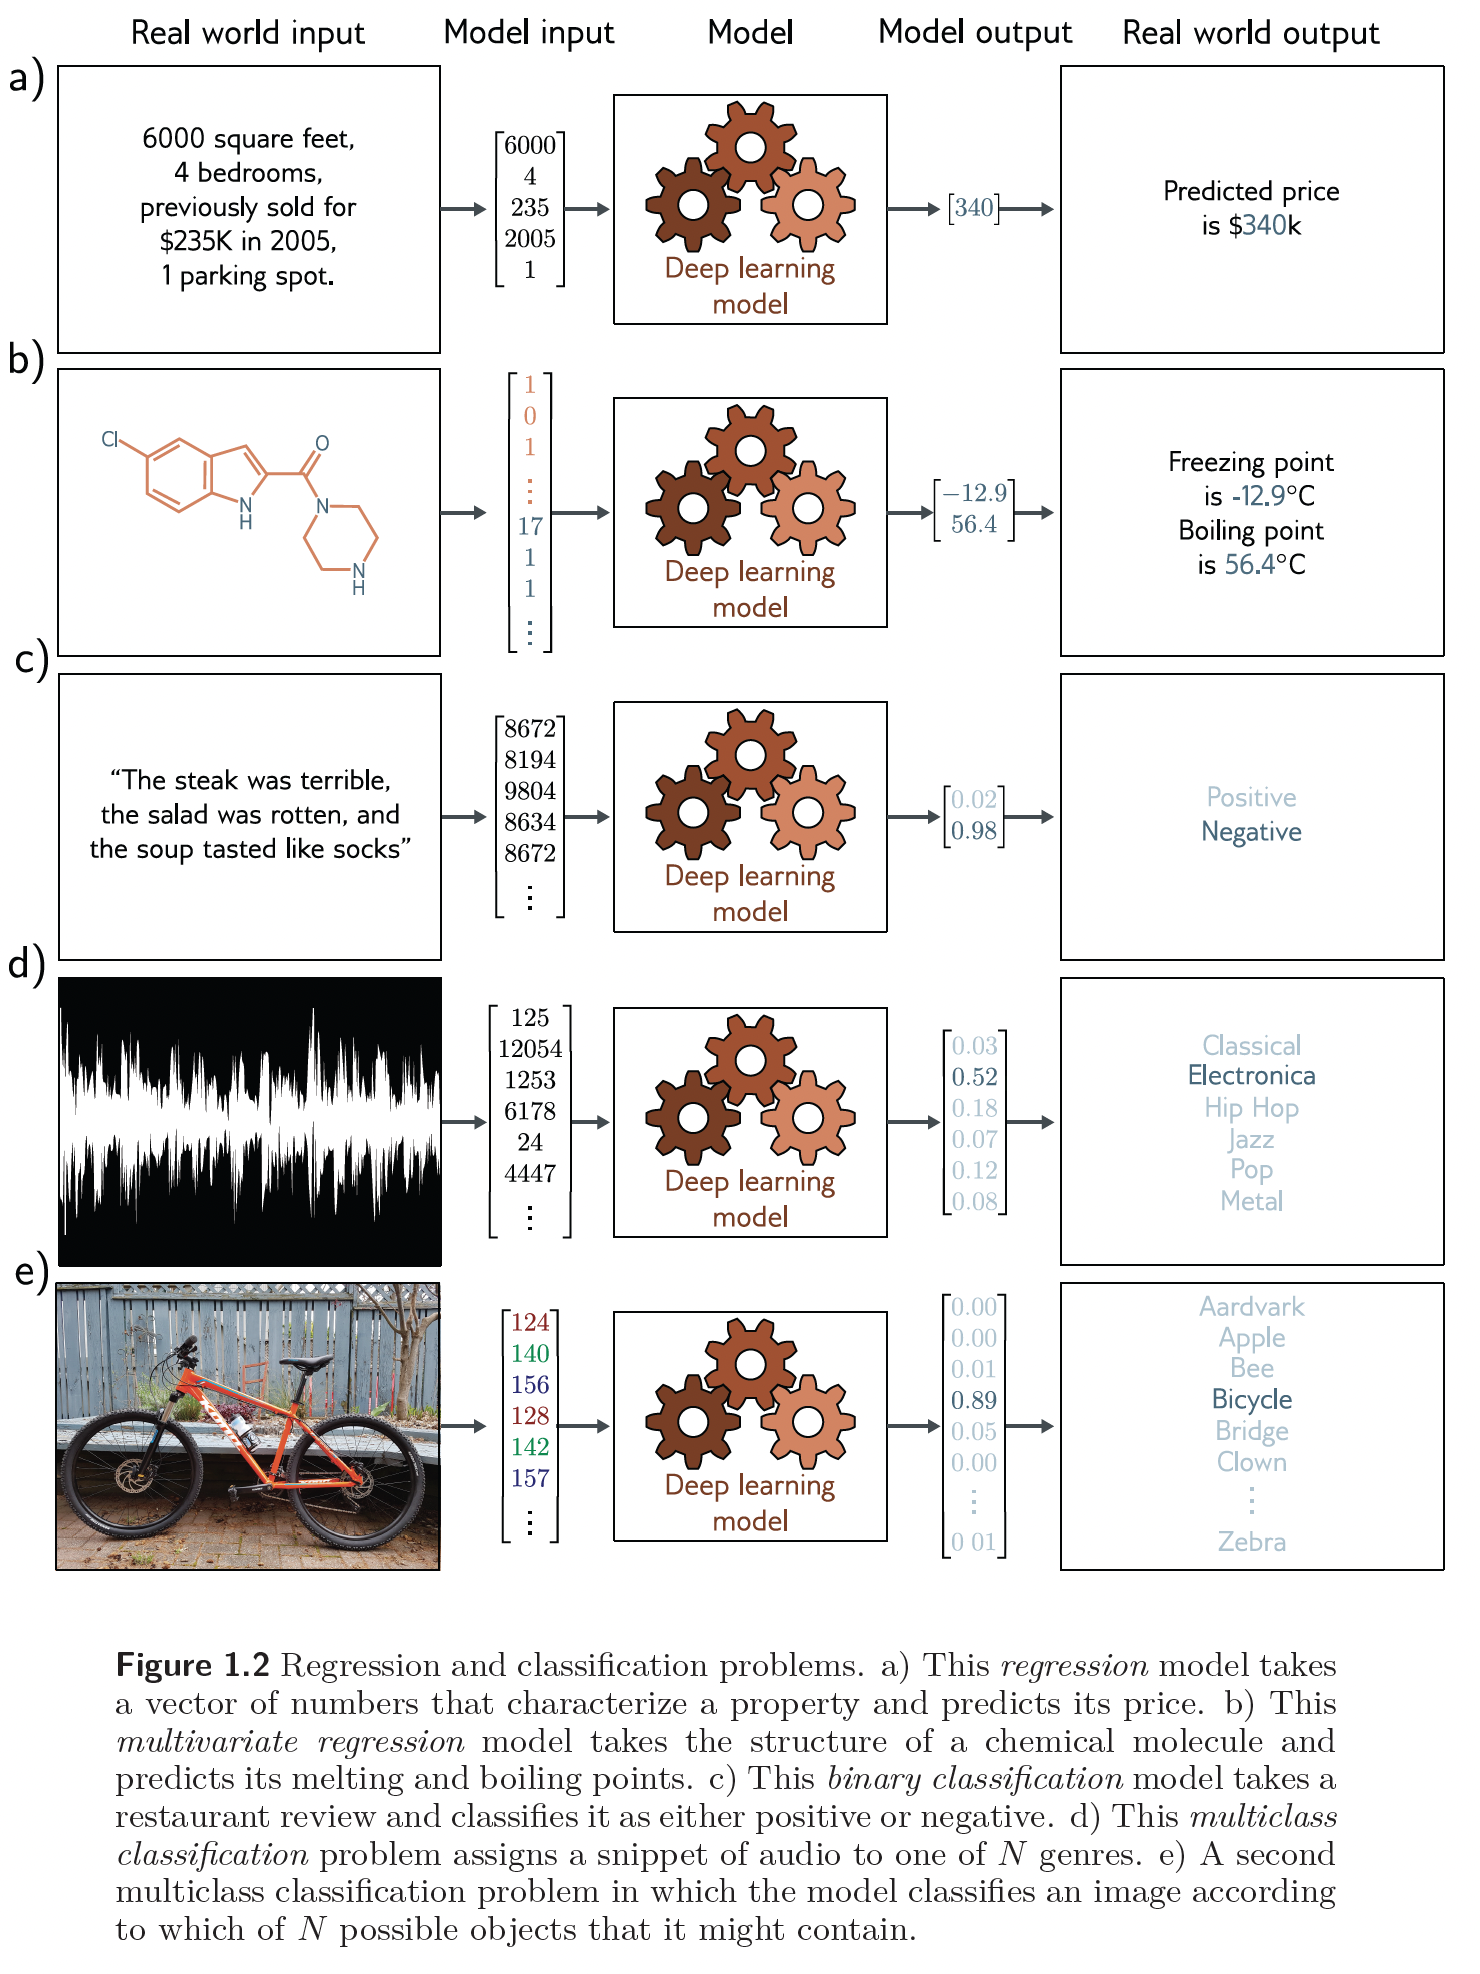 Real world input
Model input
Model
Model output
Real world output
a)
6000 square feet,
4 bedrooms,
previously sold for
$235K in 2005,
1 parking spot.
6000
4
235
2005
1
Deep learning
model
[340]
Predicted price
is $340k
b)
Cl
O
N
H
N
N
H
1
0
1
⋮
17
1
1
⋮
Deep learning
model
−12.9
56.4
Freezing point
is -12.9°C
Boiling point
is 56.4°C
c)
“The steak was terrible,
the salad was rotten, and
the soup tasted like socks”
8672
8194
9804
8634
8672
⋮
Deep learning
model
0.02
0.98
Positive
Negative
d)
125
12054
1253
6178
24
4447
⋮
Deep learning
model
0.03
0.52
0.18
0.07
0.12
0.08
Classical
Electronica
Hip Hop
Jazz
Pop
Metal
e)
KONA
124
140
156
128
142
157
⋮
Deep learning
model
0.00
0.00
0.01
0.89
0.05
0.00
⋮
0 01
Aardvark
Apple
Bee
Bicycle
Bridge
Clown
⋮
Zebra
Figure 1.2 Regression and classification problems. a) This regression model takes
a vector of numbers that characterize a property and predicts its price. b) This
multivariate regression model takes the structure of a chemical molecule and
predicts its melting and boiling points. c) This binary classification model takes a
restaurant review and classifies it as either positive or negative. d) This multiclass
classification problem assigns a snippet of audio to one of N genres. e) A second
multiclass classification problem in which the model classifies an image according
to which of N possible objects that it might contain.